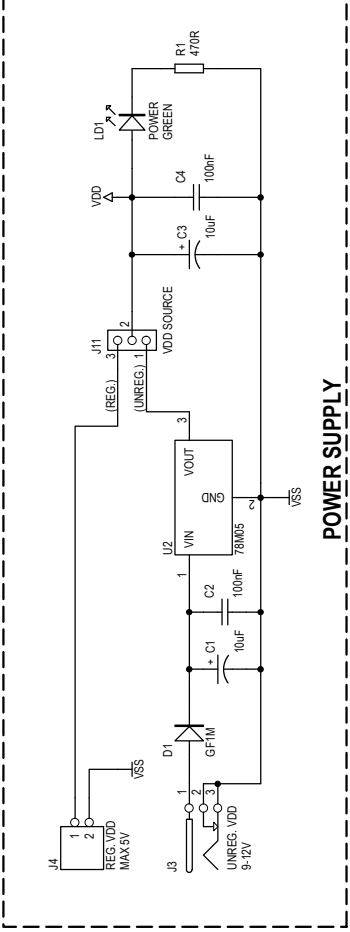 J4
1
2
REG. VDD
MAX 5V
VSS
J3
1
2
3
UNREG. VDD
9-12V
D1
GF1M
+
C1
10uF
C2
100nF
U2
1
VIN
VOUT
3
GND
2
78M05
VSS
(REG.)
(UNREG.)
J11
3
2
1
VDD SOURCE
VDD
+
C3
10uF
C4
100nF
LD1
POWER
GREEN
R1
470R
POWER SUPPLY